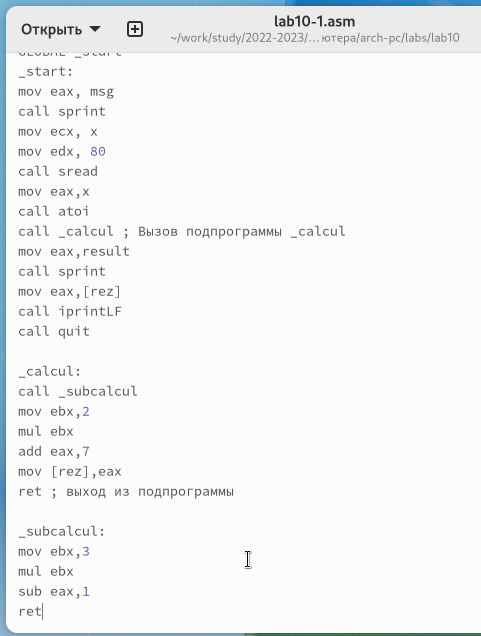 Открыть
lab10-1.asm
~/work/study/2022-2023/… ютера/arch-pc/labs/lab10
GLOBAL _start
_start:
mov eax, msg
call sprint
mov ecx, x
mov edx, 80
call sread
mov eax,x
call atoi
call _calcul ; Вызов подпрограммы _calcul
mov eax,result
call sprint
mov eax,[rez]
call iprintLF
call quit
_calcul:
call _subcalcul
mov ebx,2
mul ebx
add eax,7
mov [rez],eax
ret ; выход из подпрограммы
_subcalcul:
mov ebx,3
mul ebx
sub eax,1
ret